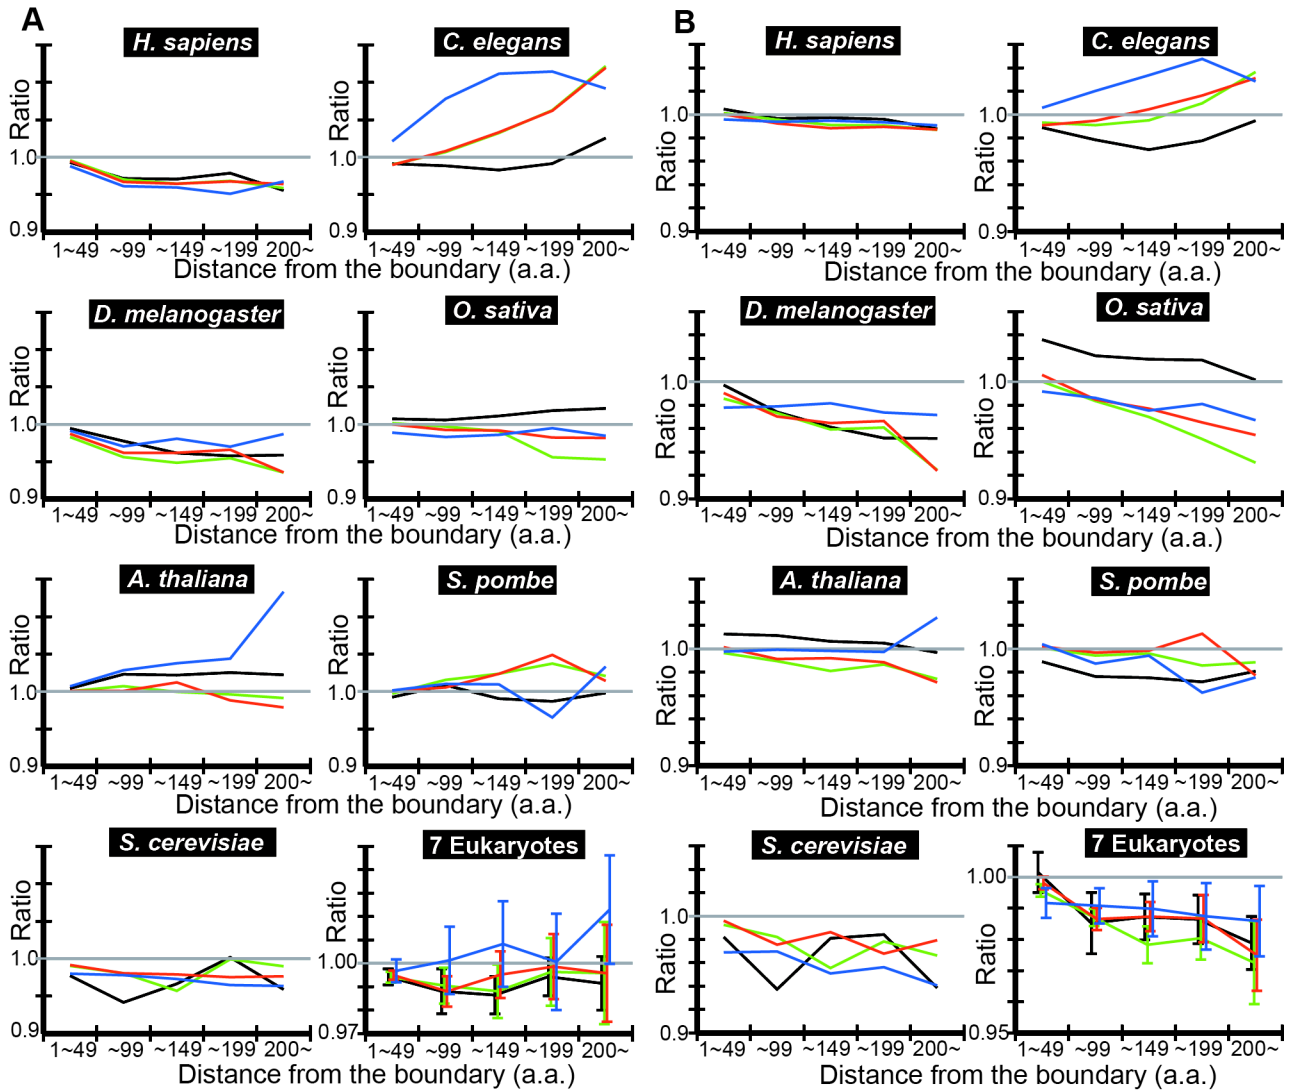 A
B
H. sapiens
C. elegans
H. sapiens
C. elegans
Ratio
1.0
0.9
1~49 ~99 ~149 ~199 200~
Ratio
1.0
0.9
1~49 ~99 ~149 ~199 200~
Distance from the boundary (a.a.)
Ratio
1.0
0.9
1~49 ~99 ~149 ~199 200~
Ratio
1.0
0.9
1~49 ~99 ~149 ~199 200~
Distance from the boundary (a.a.)
D. melanogaster
O. sativa
D. melanogaster
O. sativa
Ratio
1.0
0.9
1~49 ~99 ~149 ~199 200~
Ratio
1.0
0.9
1~49 ~99 ~149 ~199 200~
Distance from the boundary (a.a.)
Ratio
1.0
0.9
1~49 ~99 ~149 ~199 200~
Ratio
1.0
0.9
1~49 ~99 ~149 ~199 200~
Distance from the boundary (a.a.)
A. thaliana
S. pombe
A. thaliana
S. pombe
Ratio
1.0
0.9
1~49 ~99 ~149 ~199 200~
Ratio
1.0
0.9
1~49 ~99 ~149 ~199 200~
Distance from the boundary (a.a.)
Ratio
1.0
0.9
1~49 ~99 ~149 ~199 200~
Ratio
1.0
0.9
1~49 ~99 ~149 ~199 200~
Distance from the boundary (a.a.)
S. cerevisiae
7 Eukaryotes
S. cerevisiae
7 Eukaryotes
Ratio
1.0
0.9
1~49 ~99 ~149 ~199 200~
Ratio
1.00
0.97
1~49 ~99 ~149 ~199 200~
Distance from the boundary (a.a.)
Ratio
1.0
0.9
1~49 ~99 ~149 ~199 200~
Ratio
1.00
0.95
1~49 ~99 ~149 ~199 200~
Distance from the boundary (a.a.)